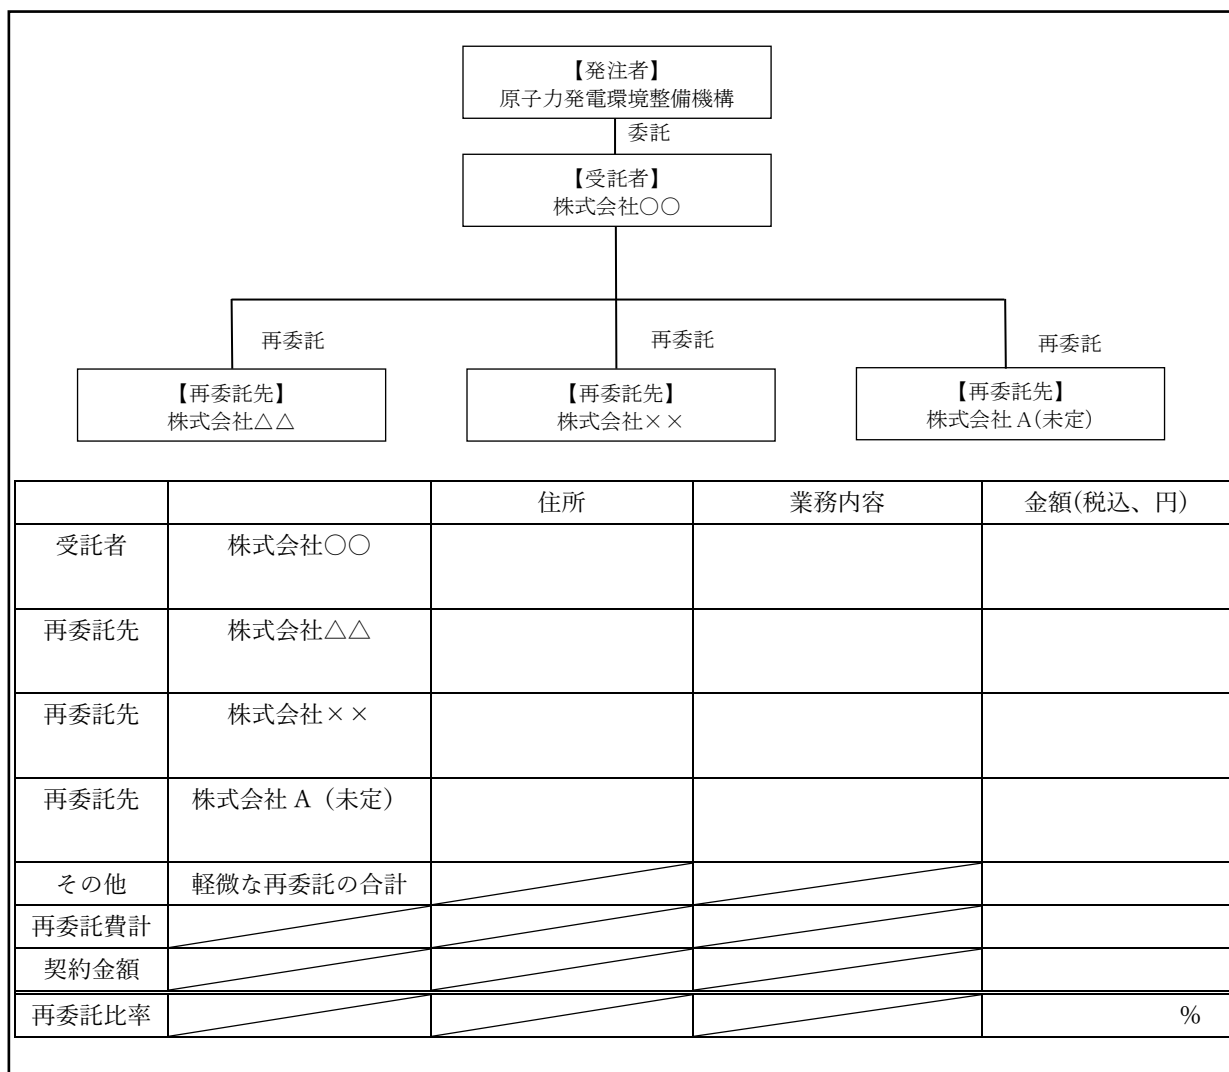 【発注者】
原子力発電環境整備機構
委託
【受託者】
株式会社○○
再委託
再委託
再委託
【再委託先】
株式会社△△
【再委託先】
株式会社××
【再委託先】
株式会社A(未定)
住所 業務内容 金額(税込、円)
受託者 株式会社○○
再委託先 株式会社△△
再委託先 株式会社××
再委託先 株式会社A(未定)
その他 軽微な再委託の合計
再委託費計
契約金額
再委託比率 %